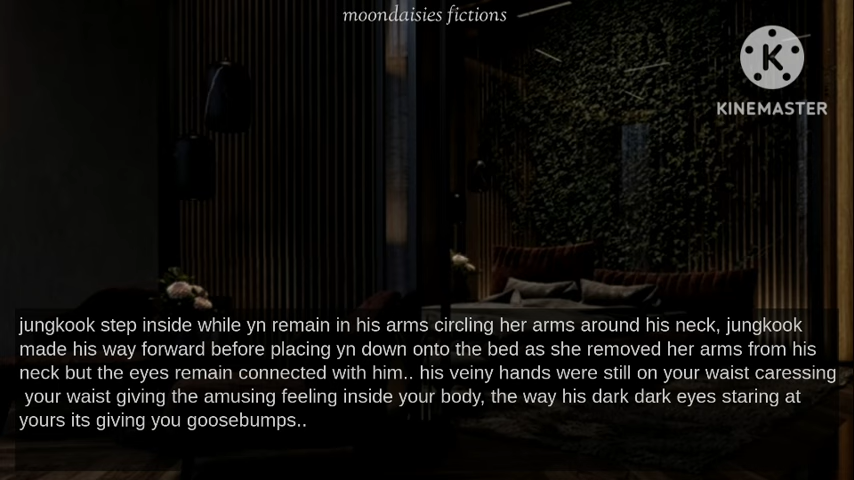 moondaisies fictions
K
KINEMASTER
jungkook step inside while yn remain in his arms circling her arms around his neck, jungkook
made his way forward before placing yn down onto the bed as she removed her arms from his
neck but the eyes remain connected with him.. his veiny hands were still on your waist caressing
your waist giving the amusing feeling inside your body, the way his dark dark eyes staring at
yours its giving you goosebumps..